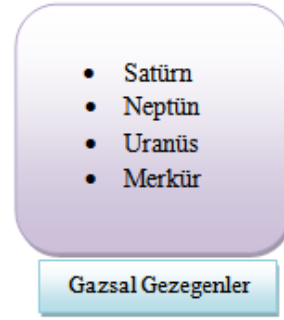 • Satürn
• Neptün
• Uranüs
• Merkür
Gazsal Gezegenler